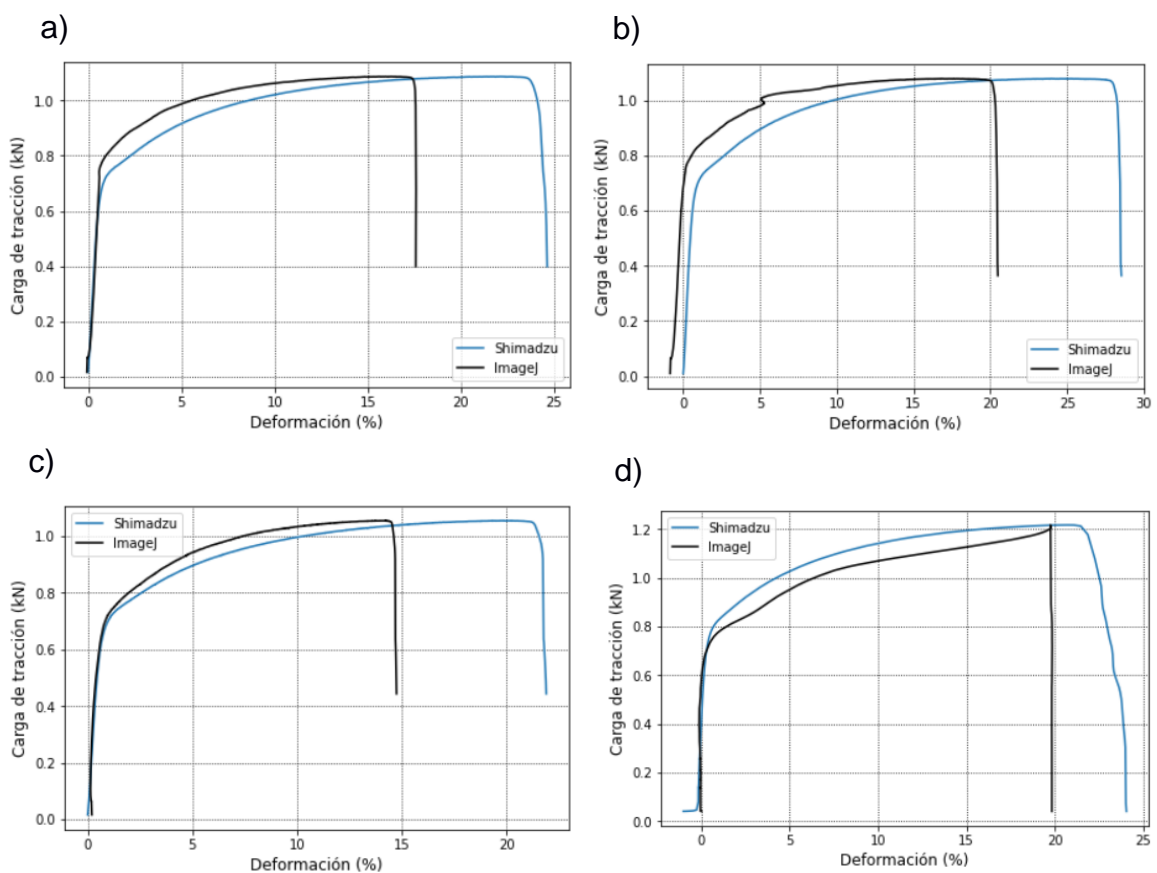 a)
Carga de tracción (kN)
1.0
0.8
0.6
0.4
0.2
0.0
0 5 10 15 20 25
Deformación (%)
Shimadzu
ImageJ
b)
Carga de tracción (kN)
1.0
0.8
0.6
0.4
0.2
0.0
0 5 10 15 20 25 30
Deformación (%)
Shimadzu
ImageJ
c)
Carga de tracción (kN)
1.0
0.8
0.6
0.4
0.2
0.0
0 5 10 15 20
Deformación (%)
Shimadzu
ImageJ
d)
Carga de tracción (kN)
1.2
1.0
0.8
0.6
0.4
0.2
0.0
0 5 10 15 20 25
Deformación (%)
Shimadzu
ImageJ